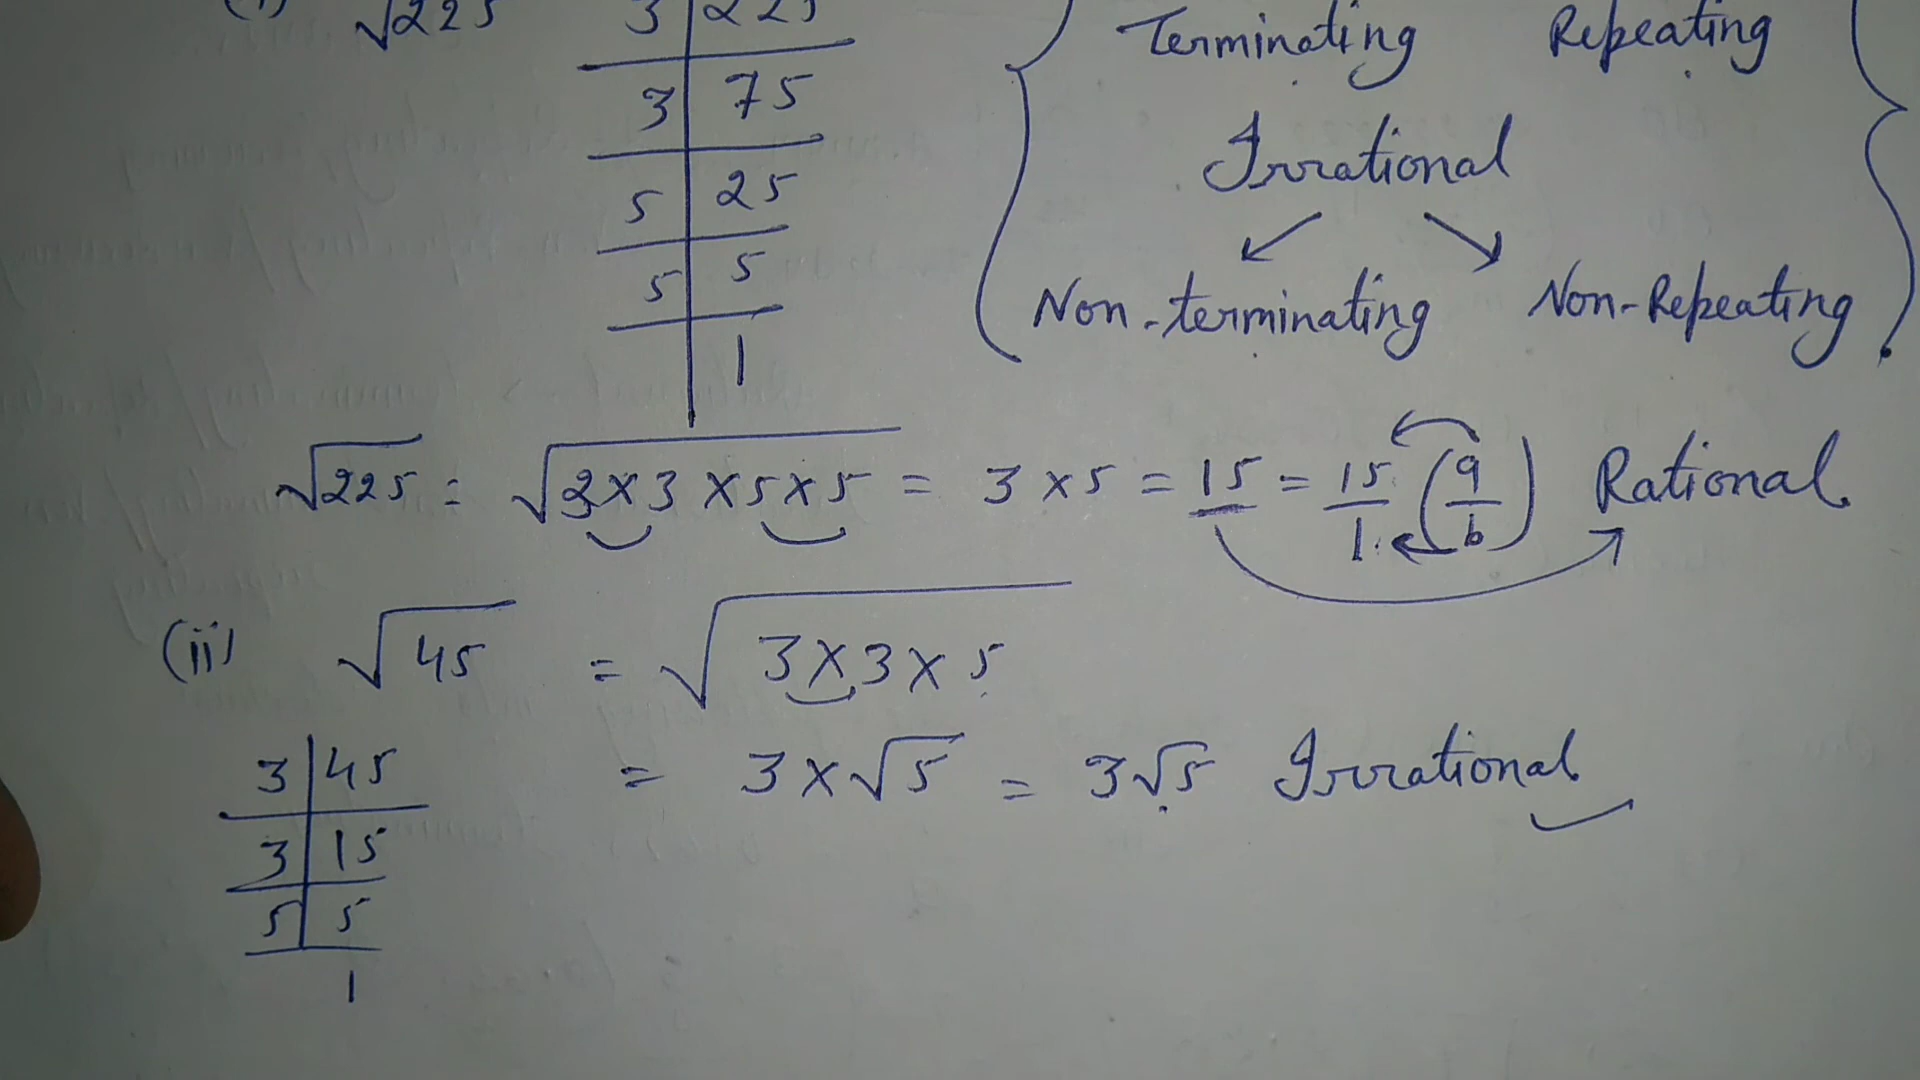 (i) √225
3 | 225
3 | 75
5 | 25
5 | 5
1
Terminating Repeating
Irrational
↙ ↘
Non-terminating Non-Repeating
√225 = √3×3×5×5 = 3×5 = 15 = 15/1 (a/b) Rational
(ii) √45 = √3×3×5
= 3×√5 = 3√5 Irrational
3 | 45
3 | 15
5 | 5
1